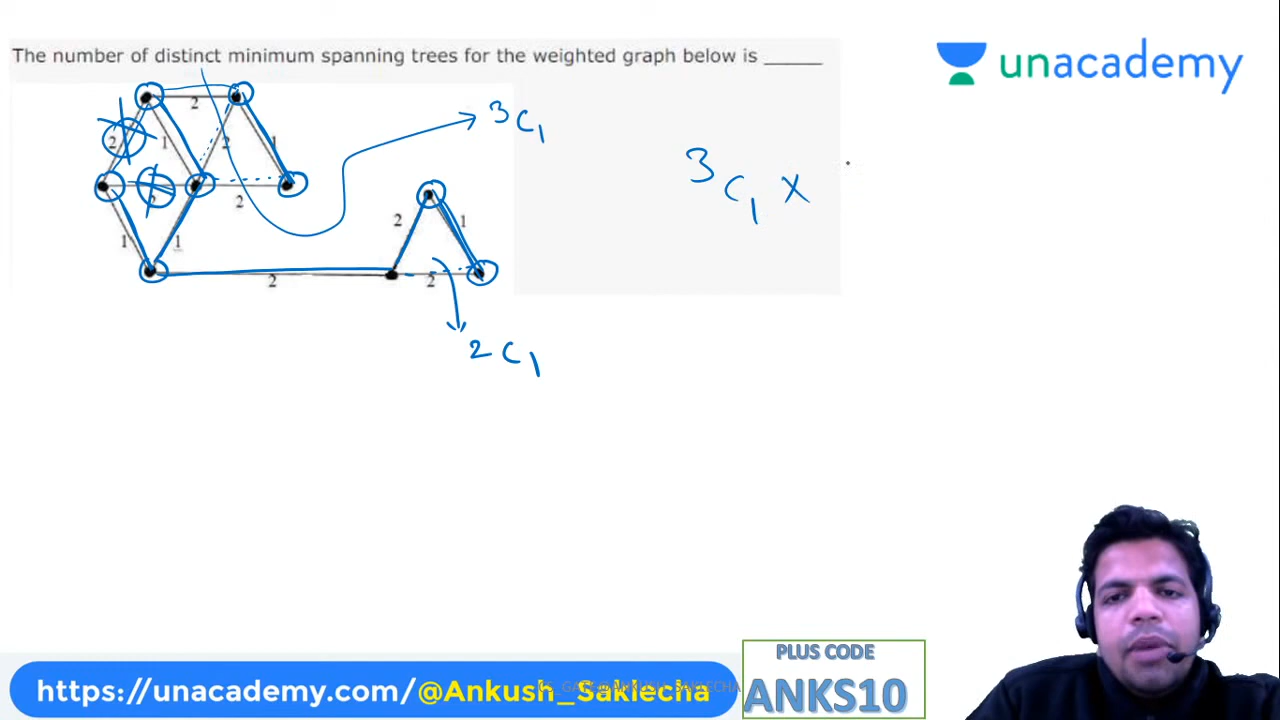 The number of distinct minimum spanning trees for the weighted graph below is ______
unacademy
2
2
1
2
1
2
1
1
2
2
1
2
3C1
3C1 X
2C1
PLUS CODE
ANKS10
https://unacademy.com/@Ankush_Saklecha